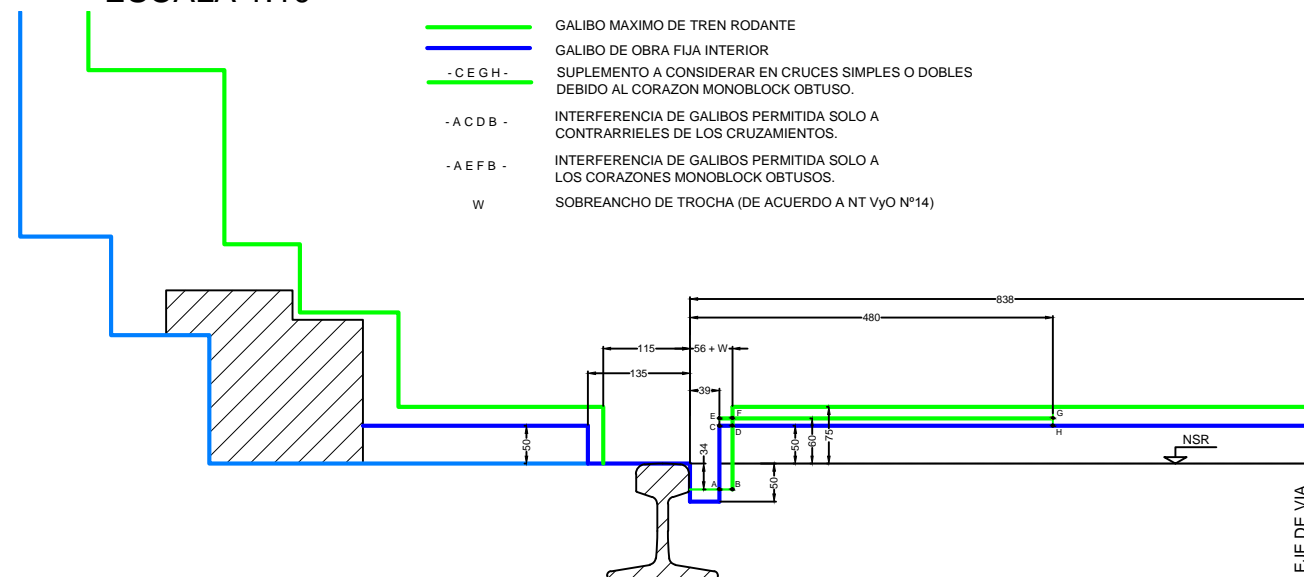 GALIBO MAXIMO DE TREN RODANTE
GALIBO DE OBRA FIJA INTERIOR
- C E G H -
SUPLEMENTO A CONSIDERAR EN CRUCES SIMPLES O DOBLES
DEBIDO AL CORAZON MONOBLOCK OBTUSO.
- A C D B -
INTERFERENCIA DE GALIBOS PERMITIDA SOLO A
CONTRARRIELES DE LOS CRUZAMIENTOS.
- A E F B -
INTERFERENCIA DE GALIBOS PERMITIDA SOLO A
LOS CORAZONES MONOBLOCK OBTUSOS.
W
SOBREANCHO DE TROCHA (DE ACUERDO A NT VyO Nº14)
838
480
115
56 + W
135
39
E
F
G
C
D
H
50
34
50
60
75
NSR
A
B
50
EJE DE VIA